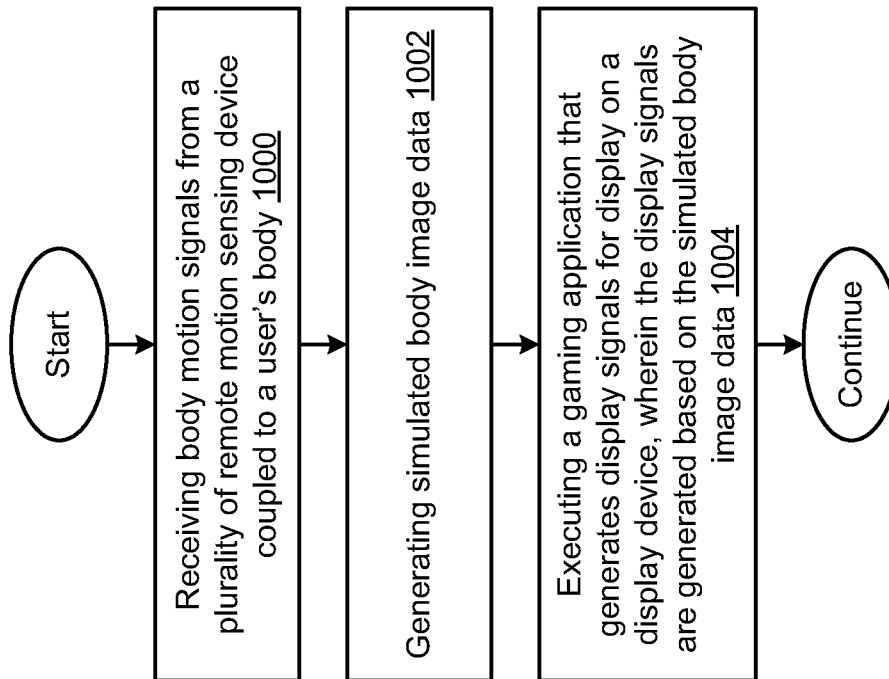 Start
Receiving body motion signals from a
plurality of remote motion sensing device
coupled to a user's body 1000
Generating simulated body image data 1002
Executing a gaming application that
generates display signals for display on a
display device, wherein the display signals
are generated based on the simulated body
image data 1004
Continue